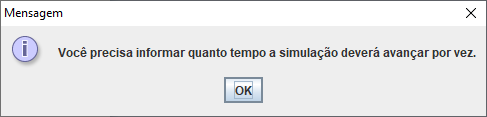 Mensagem
Você precisa informar quanto tempo a simulação deverá avançar por vez.
OK